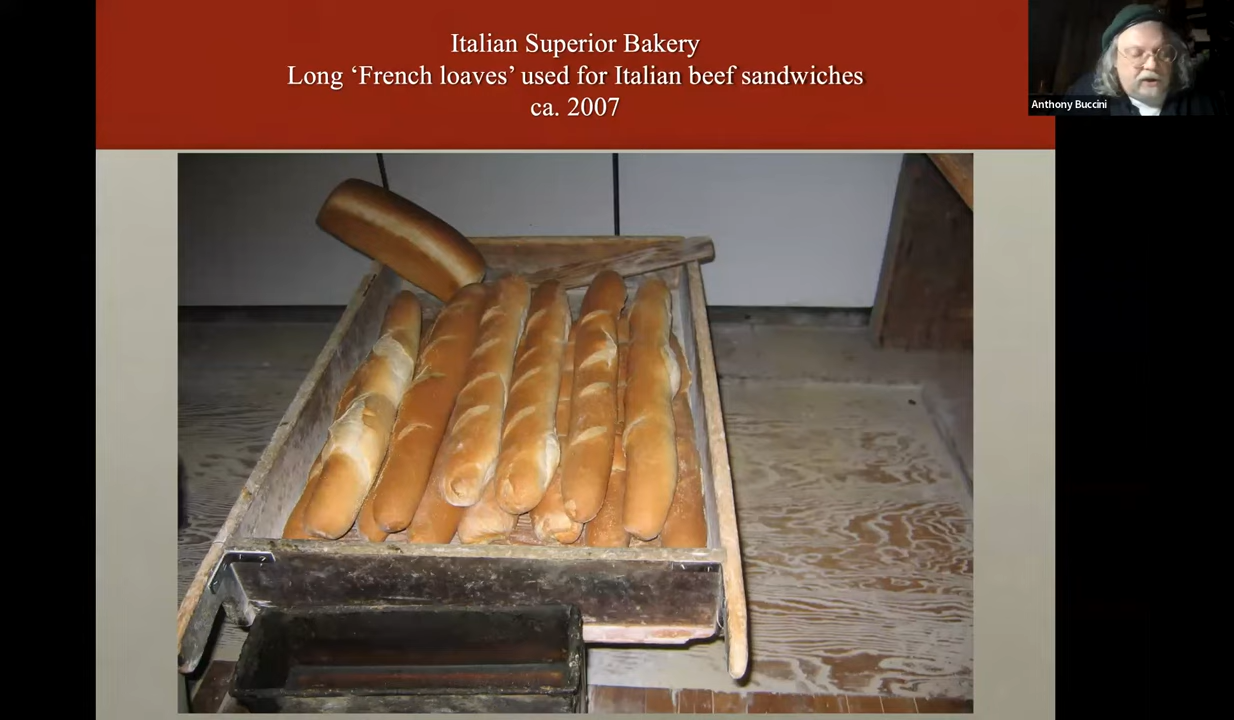 Italian Superior Bakery
Long ‘French loaves’ used for Italian beef sandwiches
ca. 2007
Anthony Buccini